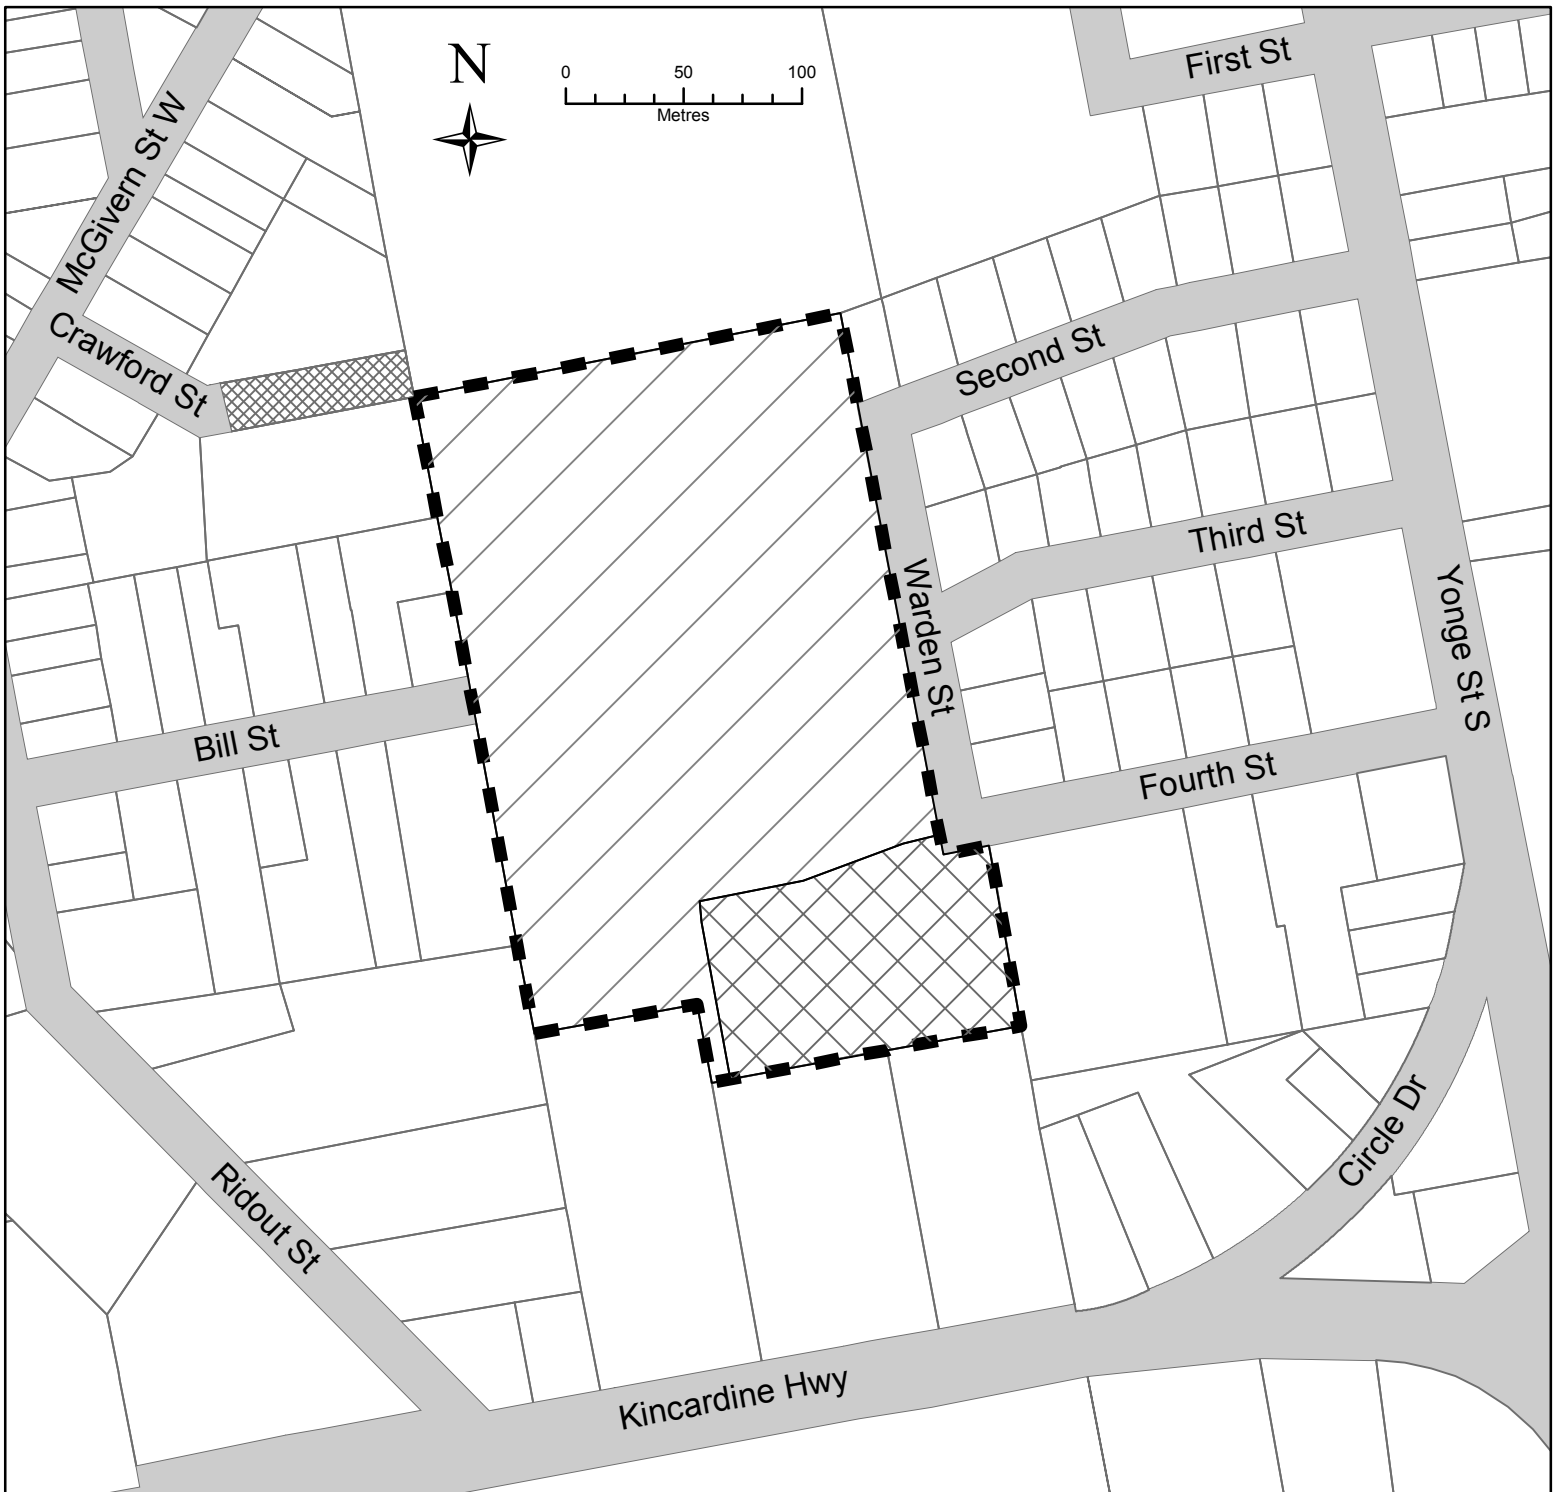 First St
N
0 50 100
Metres
McGivern St W
Crawford St
Second St
Third St
Warden St
Yonge St S
Bill St
Fourth St
Circle Dr
Ridout St
Kincardine Hwy